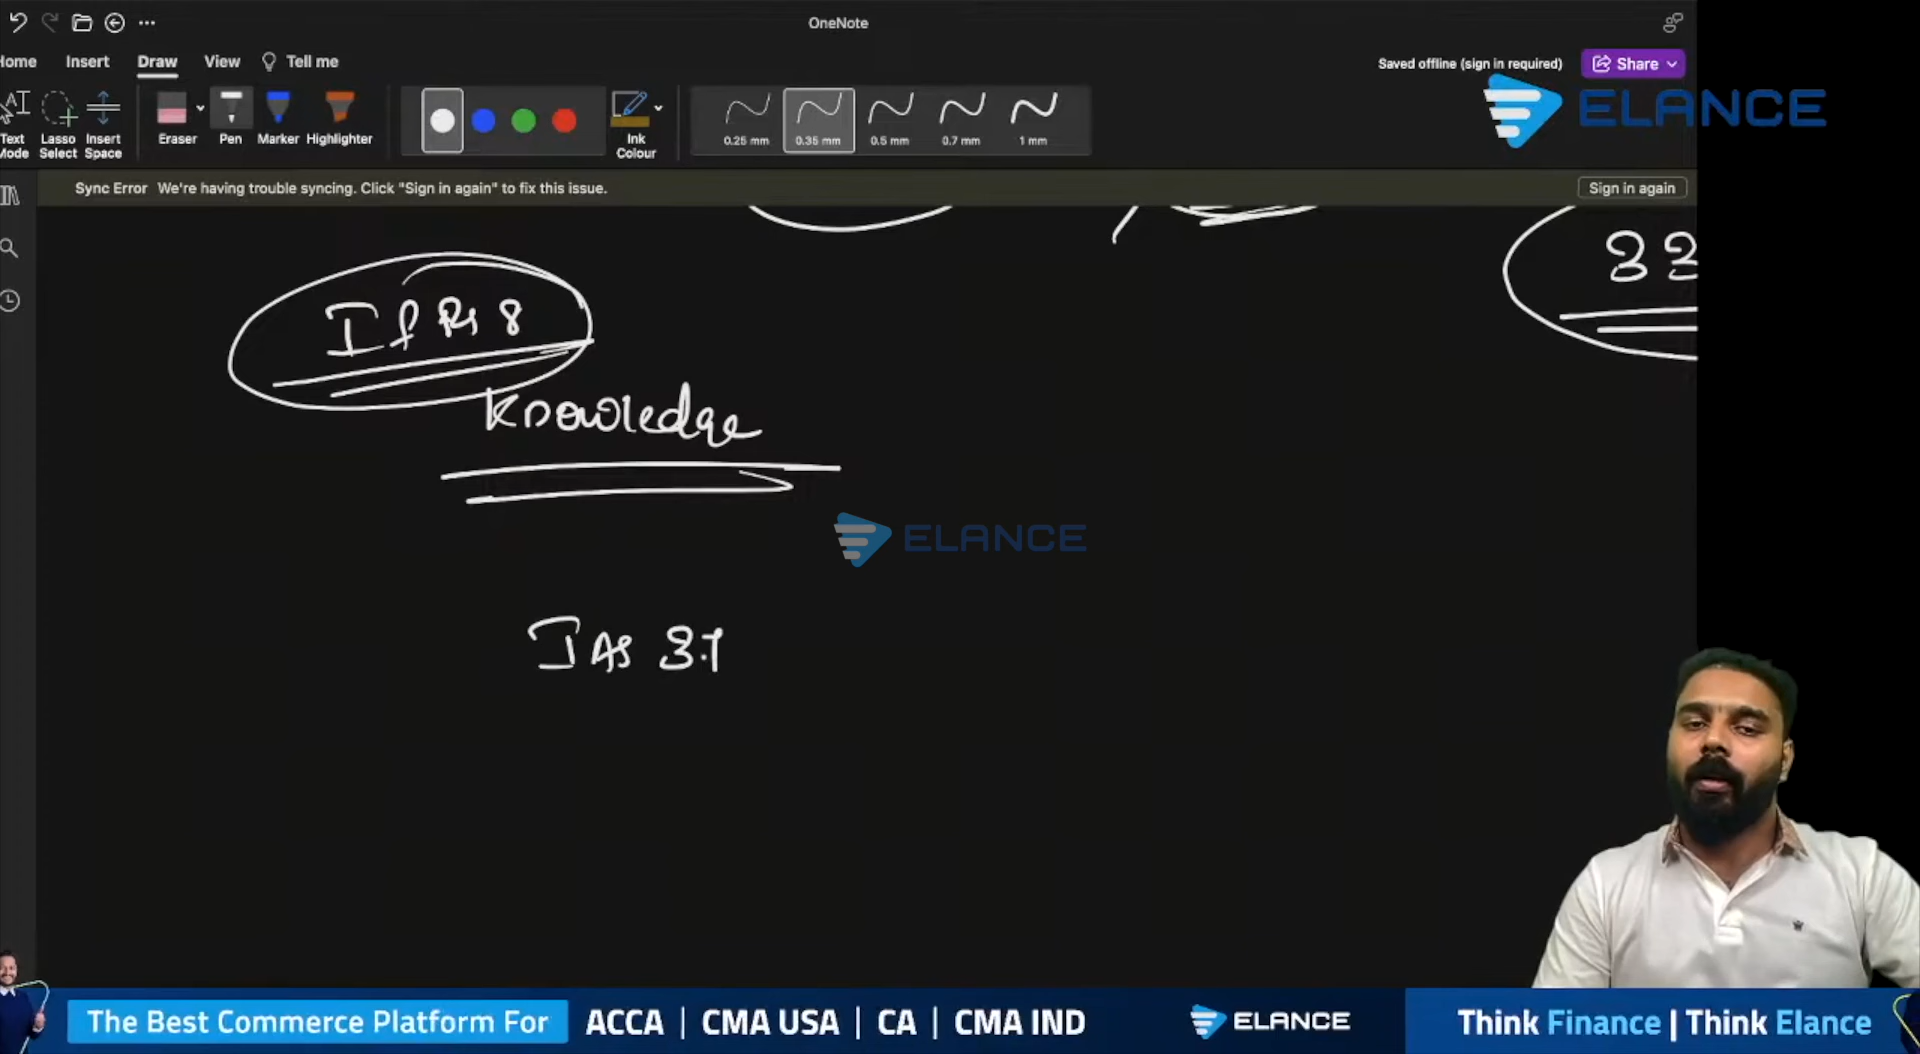 OneNote
Home Insert Draw View Tell me
Saved offline (sign in required) Share
Text Mode
Lasso Select
Insert Space
Eraser
Pen
Marker
Highlighter
Ink Colour
0.25 mm
0.35 mm
0.5 mm
0.7 mm
1 mm
ELANCE
Sync Error We're having trouble syncing. Click "Sign in again" to fix this issue.
Sign in again
IFRS 8
Knowledge
ELANCE
IAS 37
The Best Commerce Platform For ACCA | CMA USA | CA | CMA IND
ELANCE
Think Finance | Think Elance